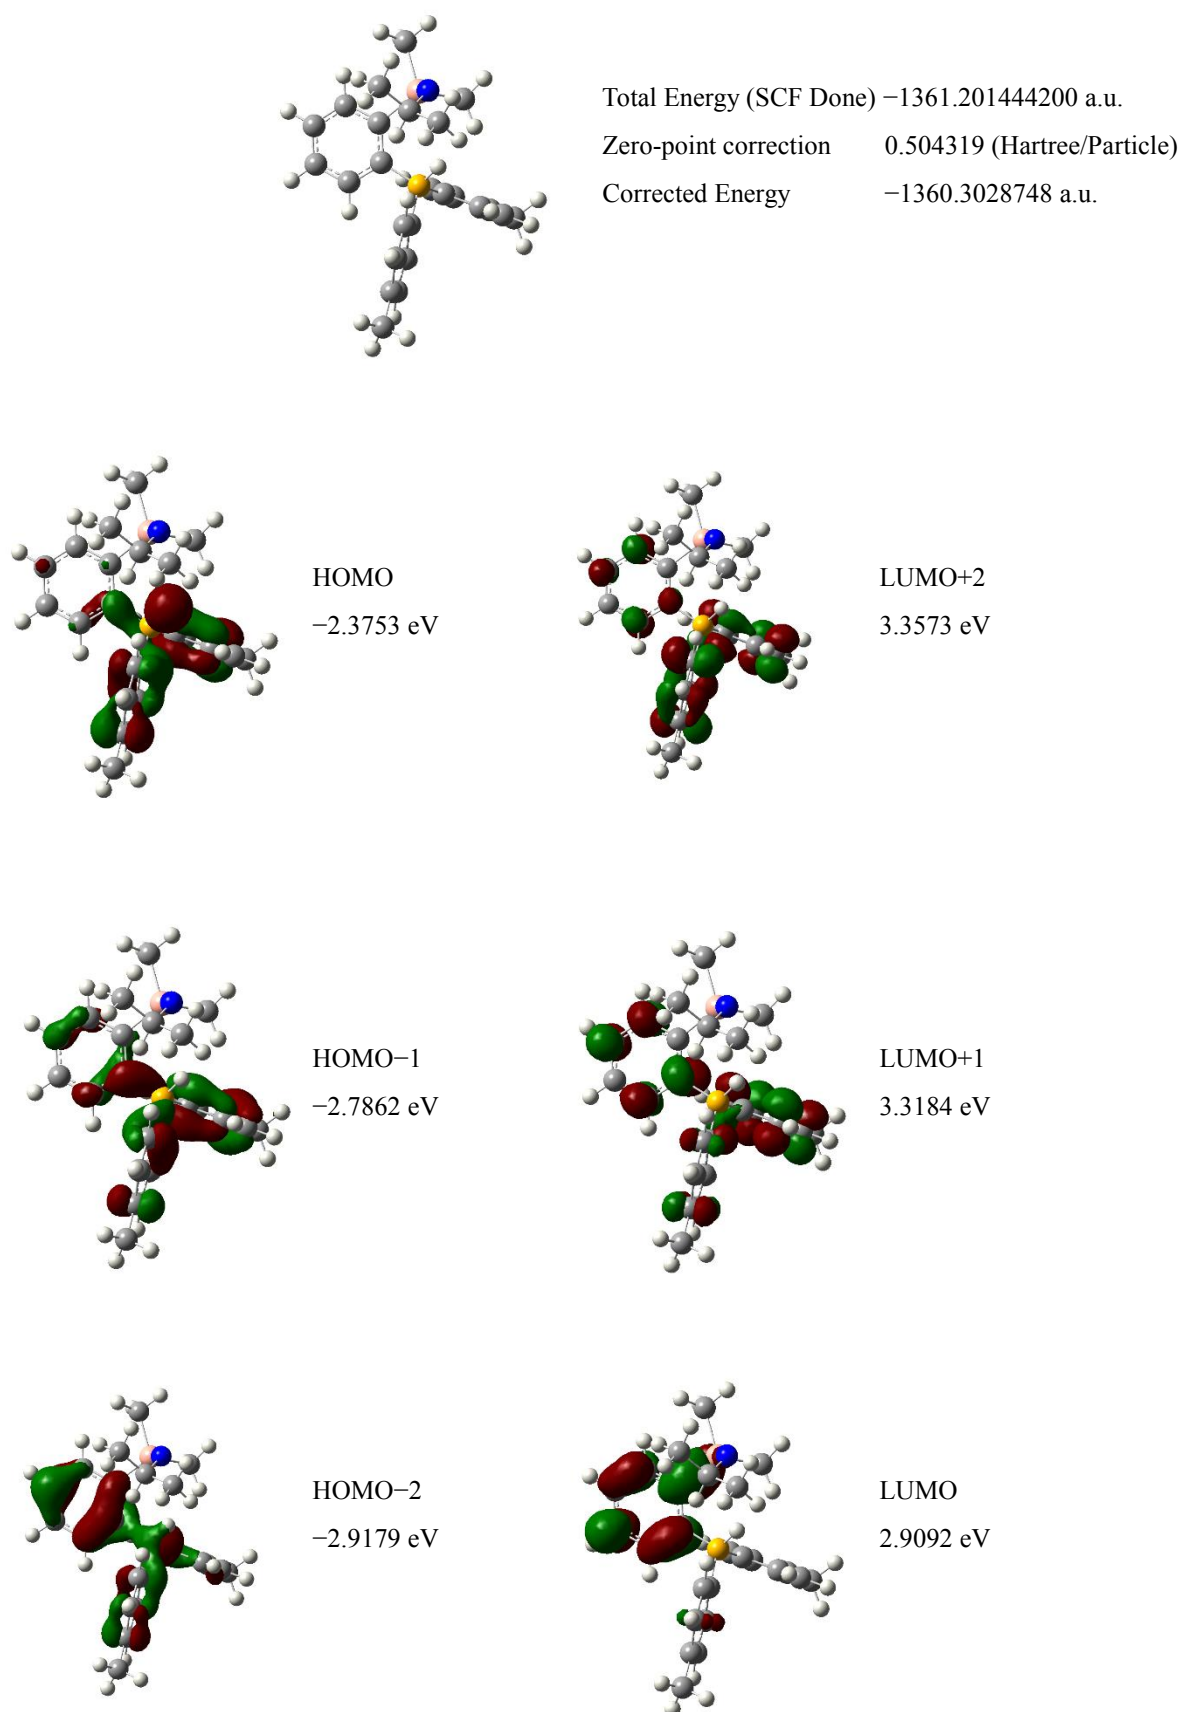 Total Energy (SCF Done) −1361.201444200 a.u.
Zero-point correction 0.504319 (Hartree/Particle)
Corrected Energy −1360.3028748 a.u.
HOMO
−2.3753 eV
LUMO+2
3.3573 eV
HOMO−1
−2.7862 eV
LUMO+1
3.3184 eV
HOMO−2
−2.9179 eV
LUMO
2.9092 eV